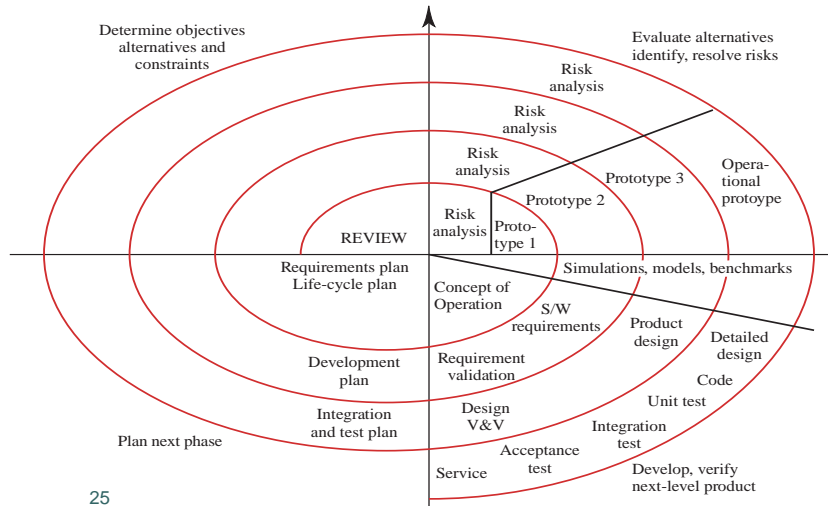 Determine objectives
alternatives and
constraints
Evaluate alternatives
identify, resolve risks
Risk
analysis
Risk
analysis
Risk
analysis
Risk
analysis
Proto-
type 1
Prototype 2
Prototype 3
Opera-
tional
protoype
REVIEW
Requirements plan
Life-cycle plan
Simulations, models, benchmarks
Concept of
Operation
S/W
requirements
Product
design
Detailed
design
Development
plan
Requirement
validation
Code
Unit test
Integration
and test plan
Design
V&V
Integration
test
Plan next phase
Acceptance
test
Service
Develop, verify
next-level product
25